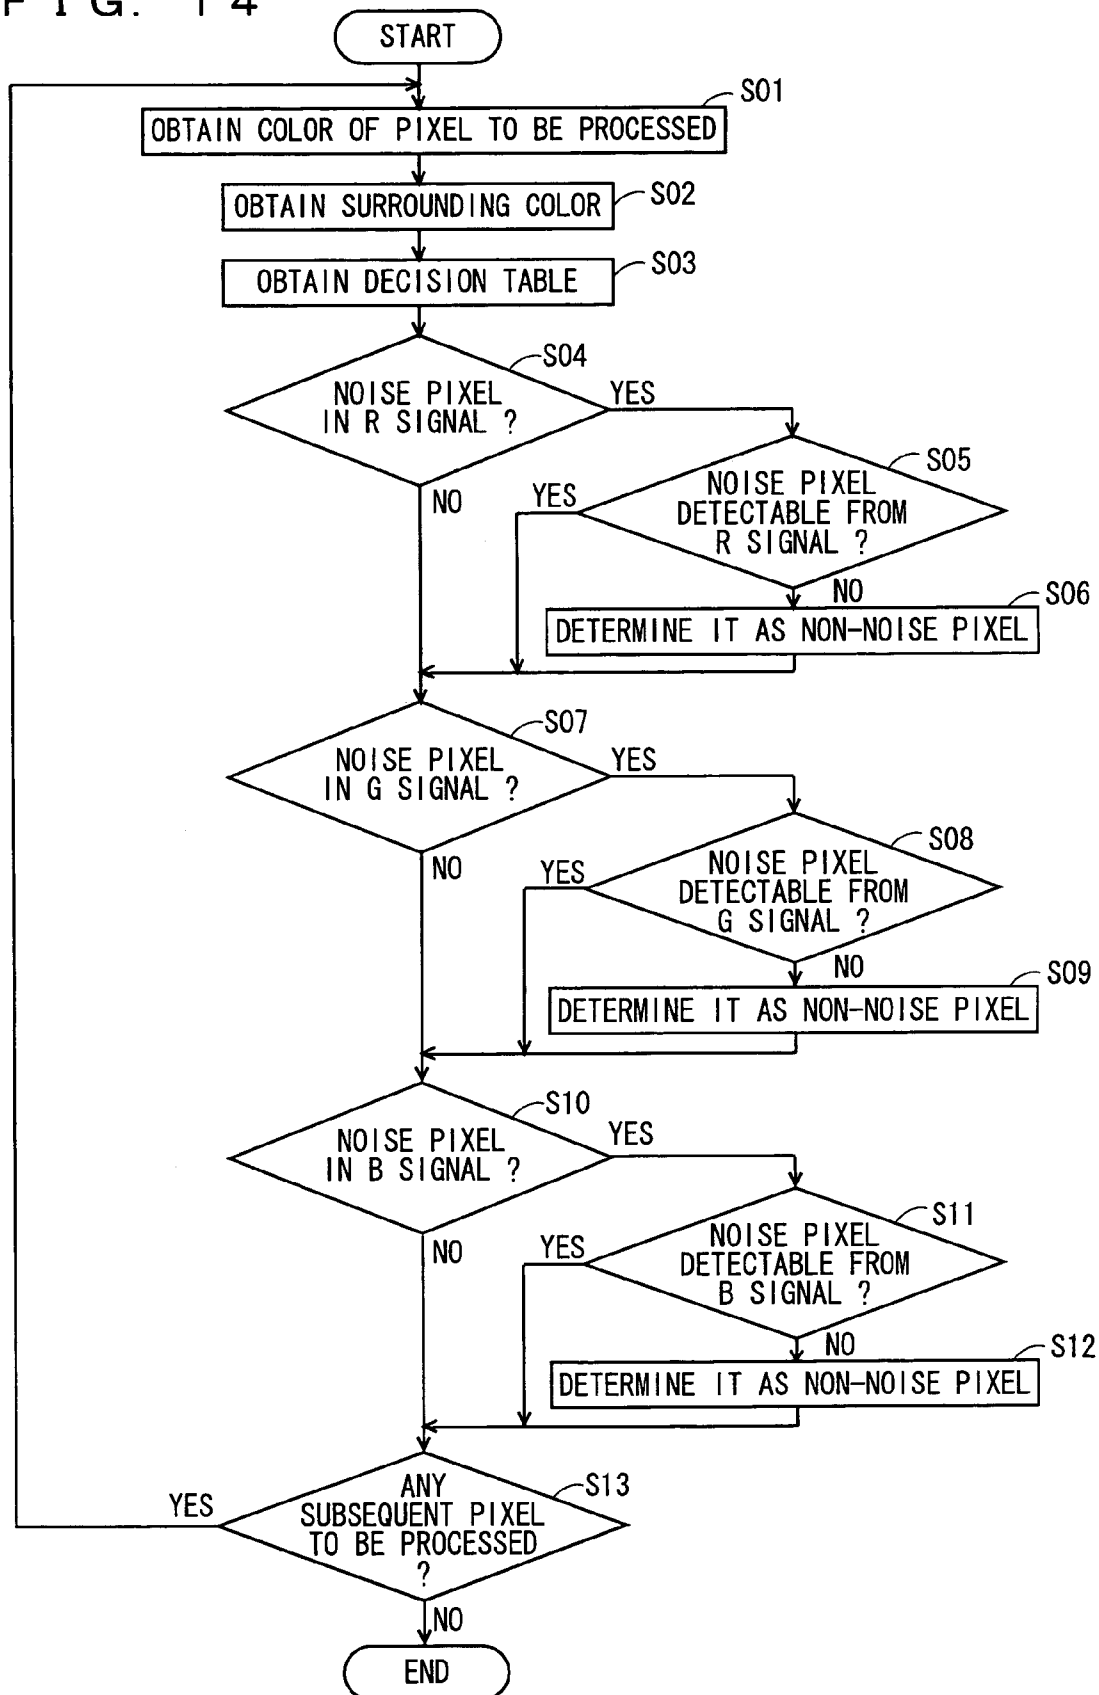 FIG. 14
START
S01
OBTAIN COLOR OF PIXEL TO BE PROCESSED
S02
OBTAIN SURROUNDING COLOR
S03
OBTAIN DECISION TABLE
S04
NOISE PIXEL
IN R SIGNAL ?
YES
NO
S05
NOISE PIXEL
DETECTABLE FROM
R SIGNAL ?
YES
NO
S06
DETERMINE IT AS NON-NOISE PIXEL
S07
NOISE PIXEL
IN G SIGNAL ?
YES
NO
S08
NOISE PIXEL
DETECTABLE FROM
G SIGNAL ?
YES
NO
S09
DETERMINE IT AS NON-NOISE PIXEL
S10
NOISE PIXEL
IN B SIGNAL ?
YES
NO
S11
NOISE PIXEL
DETECTABLE FROM
B SIGNAL ?
YES
NO
S12
DETERMINE IT AS NON-NOISE PIXEL
S13
ANY
SUBSEQUENT PIXEL
TO BE PROCESSED
?
YES
NO
END